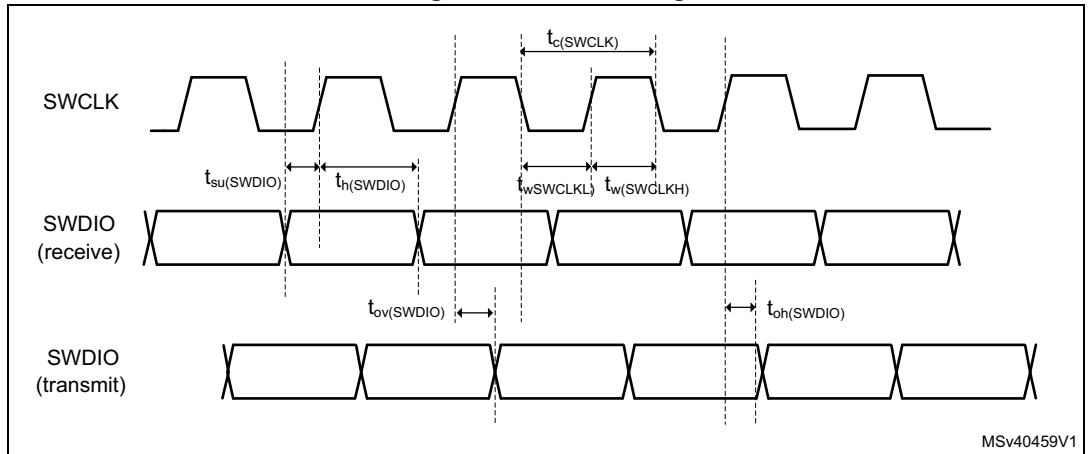 tc(SWCLK)
SWCLK
tsu(SWDIO) th(SWDIO) twSWCLKL) tw(SWCLKH)
SWDIO
(receive)
tov(SWDIO) toh(SWDIO)
SWDIO
(transmit)
MSv40459V1